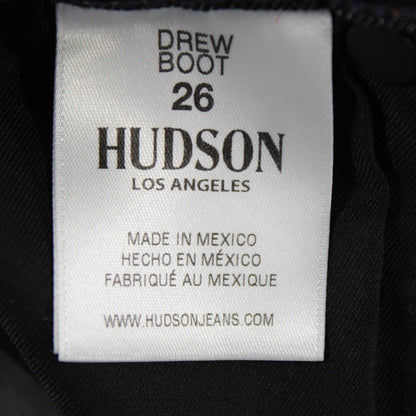 DREW
BOOT
26
HUDSON
LOS ANGELES
MADE IN MEXICO
HECHO EN MÉXICO
FABRIQUÉ AU MEXIQUE
WWW.HUDSONJEANS.COM